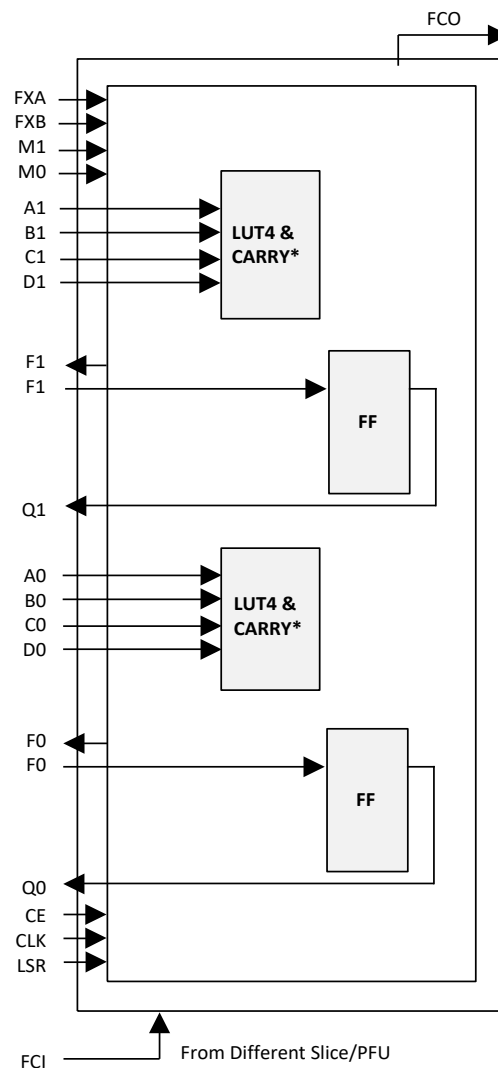 FCO
FXA
FXB
M1
M0
A1
B1
C1
D1
LUT4 &
CARRY*
F1
F1
FF
Q1
A0
B0
C0
D0
LUT4 &
CARRY*
F0
F0
FF
Q0
CE
CLK
LSR
FCI
From Different Slice/PFU